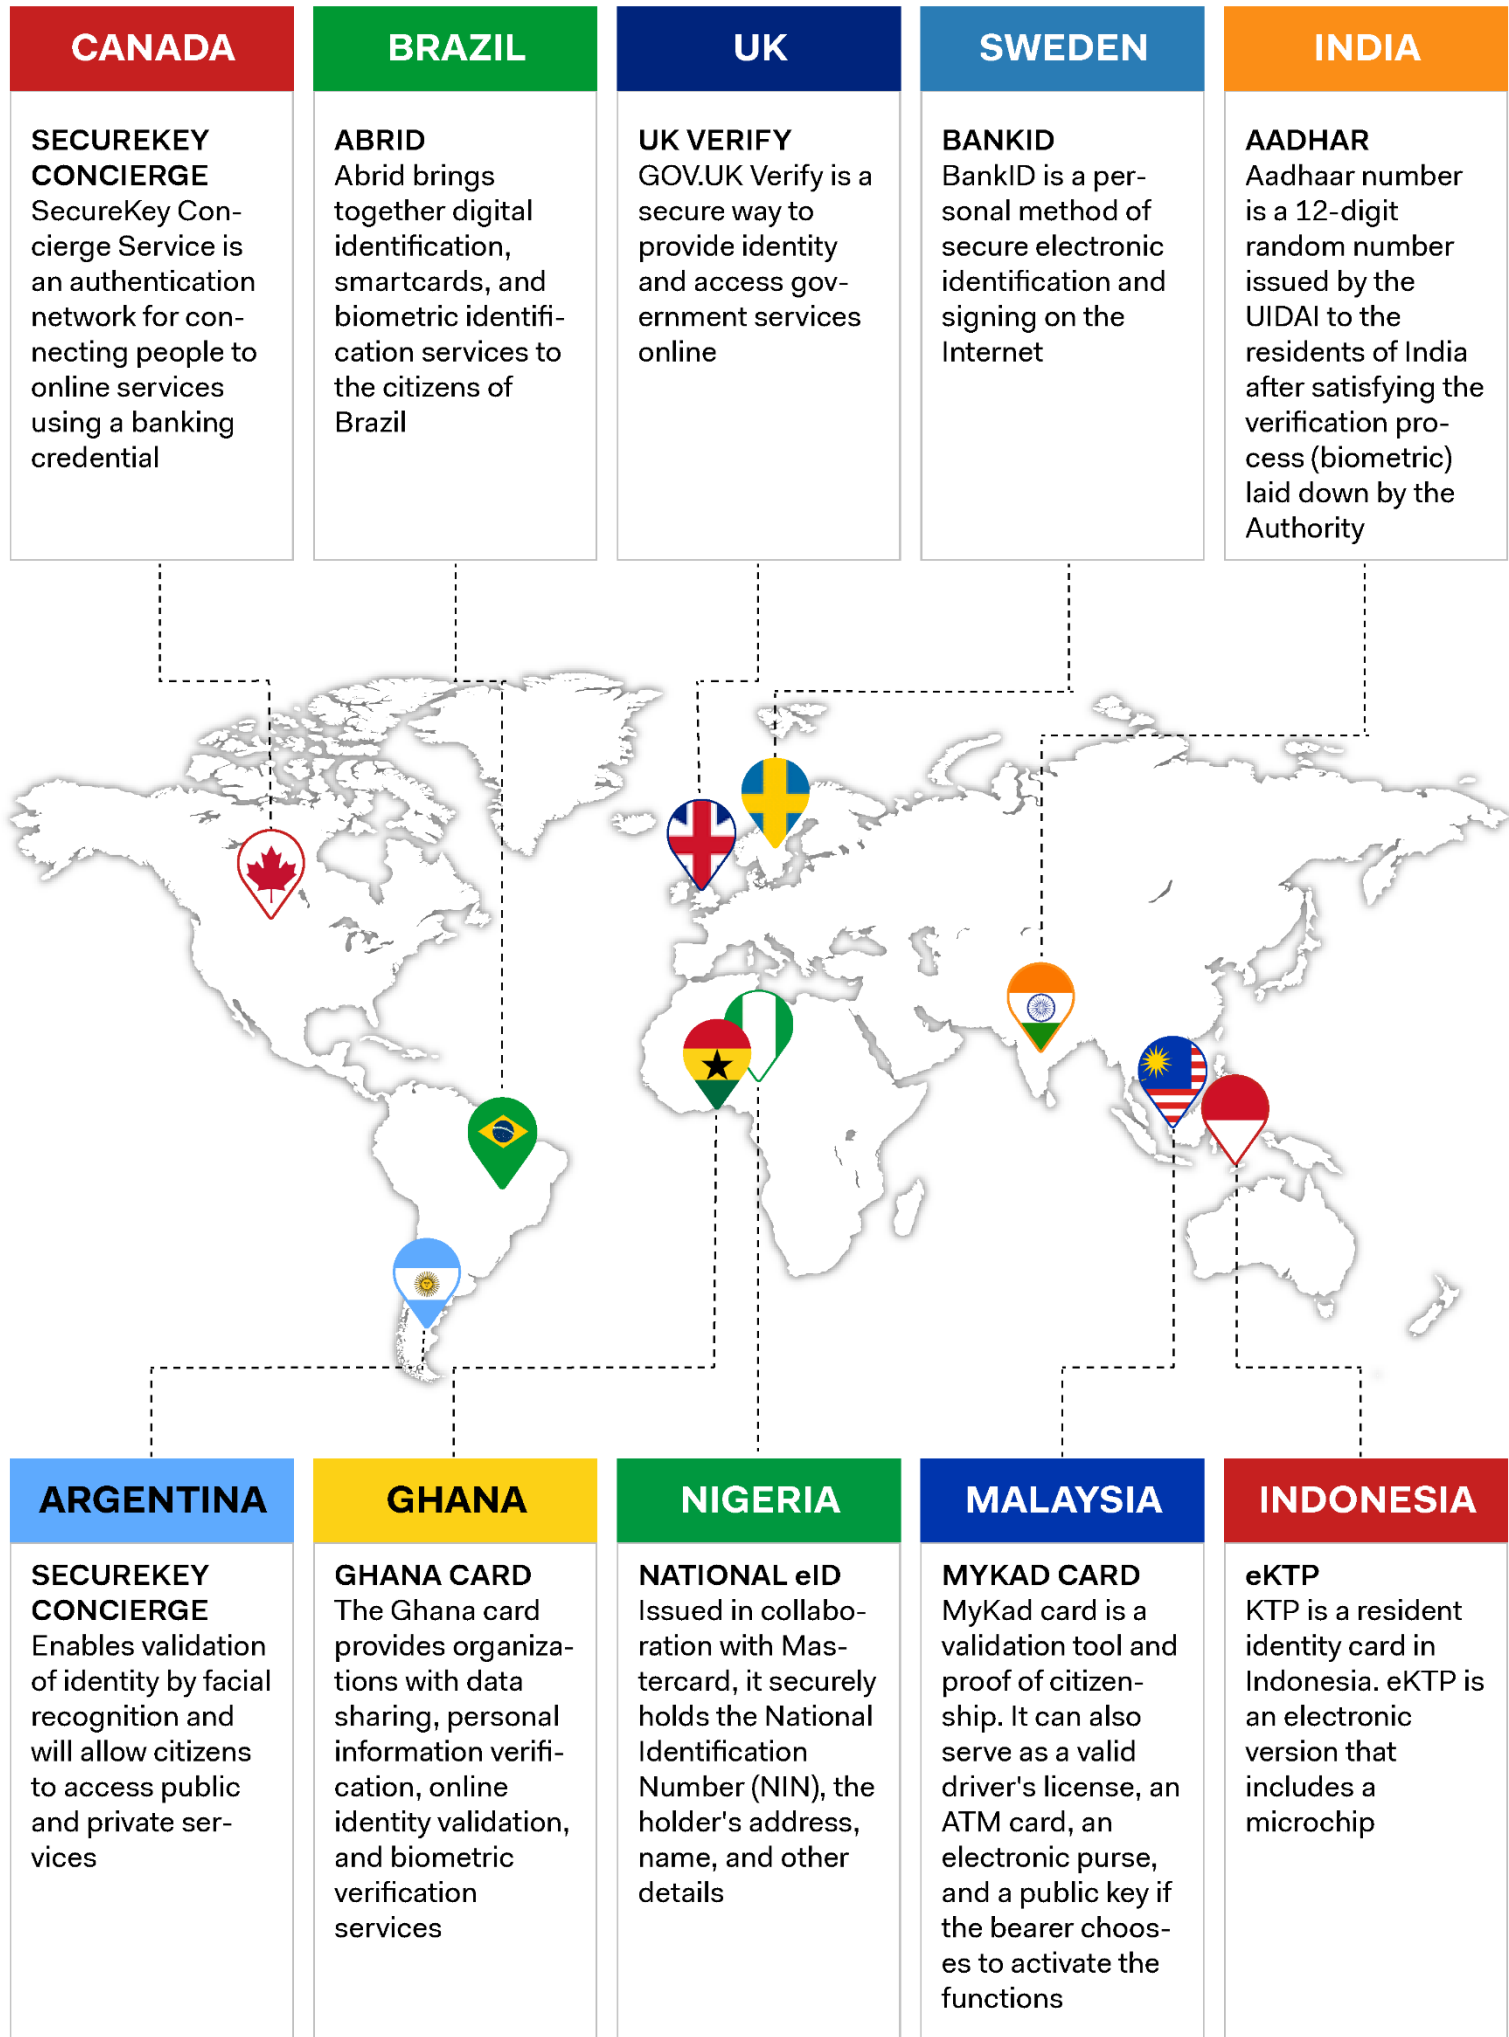 CANADA
SECUREKEY
CONCIERGE
SecureKey Con-
cierge Service is
an authentication
network for con-
necting people to
online services
using a banking
credential
BRAZIL
ABRID
Abrid brings
together digital
identification,
smartcards, and
biometric identifi-
cation services to
the citizens of
Brazil
UK
UK VERIFY
GOV.UK Verify is a
secure way to
provide identity
and access gov-
ernment services
online
SWEDEN
BANKID
BankID is a per-
sonal method of
secure electronic
identification and
signing on the
Internet
INDIA
AADHAR
Aadhaar number
is a 12-digit
random number
issued by the
UIDAI to the
residents of India
after satisfying the
verification pro-
cess (biometric)
laid down by the
Authority
ARGENTINA
SECUREKEY
CONCIERGE
Enables validation
of identity by facial
recognition and
will allow citizens
to access public
and private ser-
vices
GHANA
GHANA CARD
The Ghana card
provides organiza-
tions with data
sharing, personal
information verifi-
cation, online
identity validation,
and biometric
verification
services
NIGERIA
NATIONAL eID
Issued in collabo-
ration with Mas-
tercard, it securely
holds the National
Identification
Number (NIN), the
holder's address,
name, and other
details
MALAYSIA
MYKAD CARD
MyKad card is a
validation tool and
proof of citizen-
ship. It can also
serve as a valid
driver's license, an
ATM card, an
electronic purse,
and a public key if
the bearer choos-
es to activate the
functions
INDONESIA
eKTP
KTP is a resident
identity card in
Indonesia. eKTP is
an electronic
version that
includes a
microchip